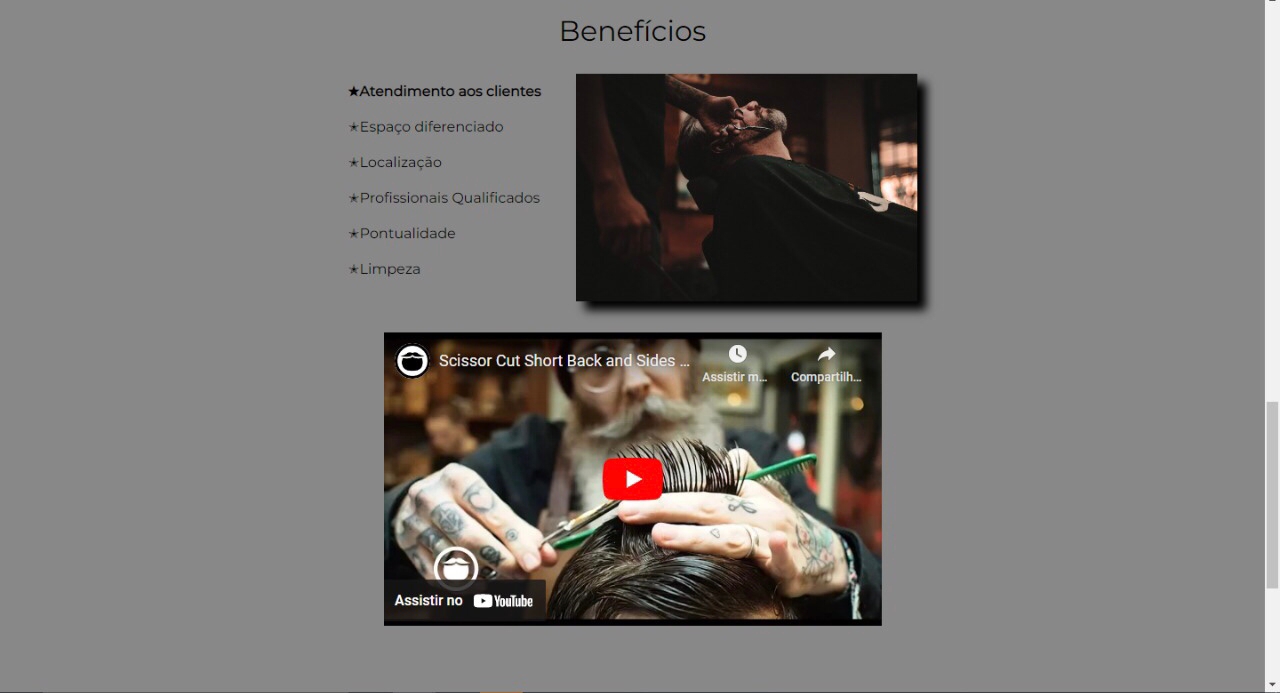 Benefícios
★Atendimento aos clientes
★Espaço diferenciado
★Localização
★Profissionais Qualificados
★Pontualidade
★Limpeza
Scissor Cut Short Back and Sides ...
Assistir m...
Compartilh...
Assistir no YouTube